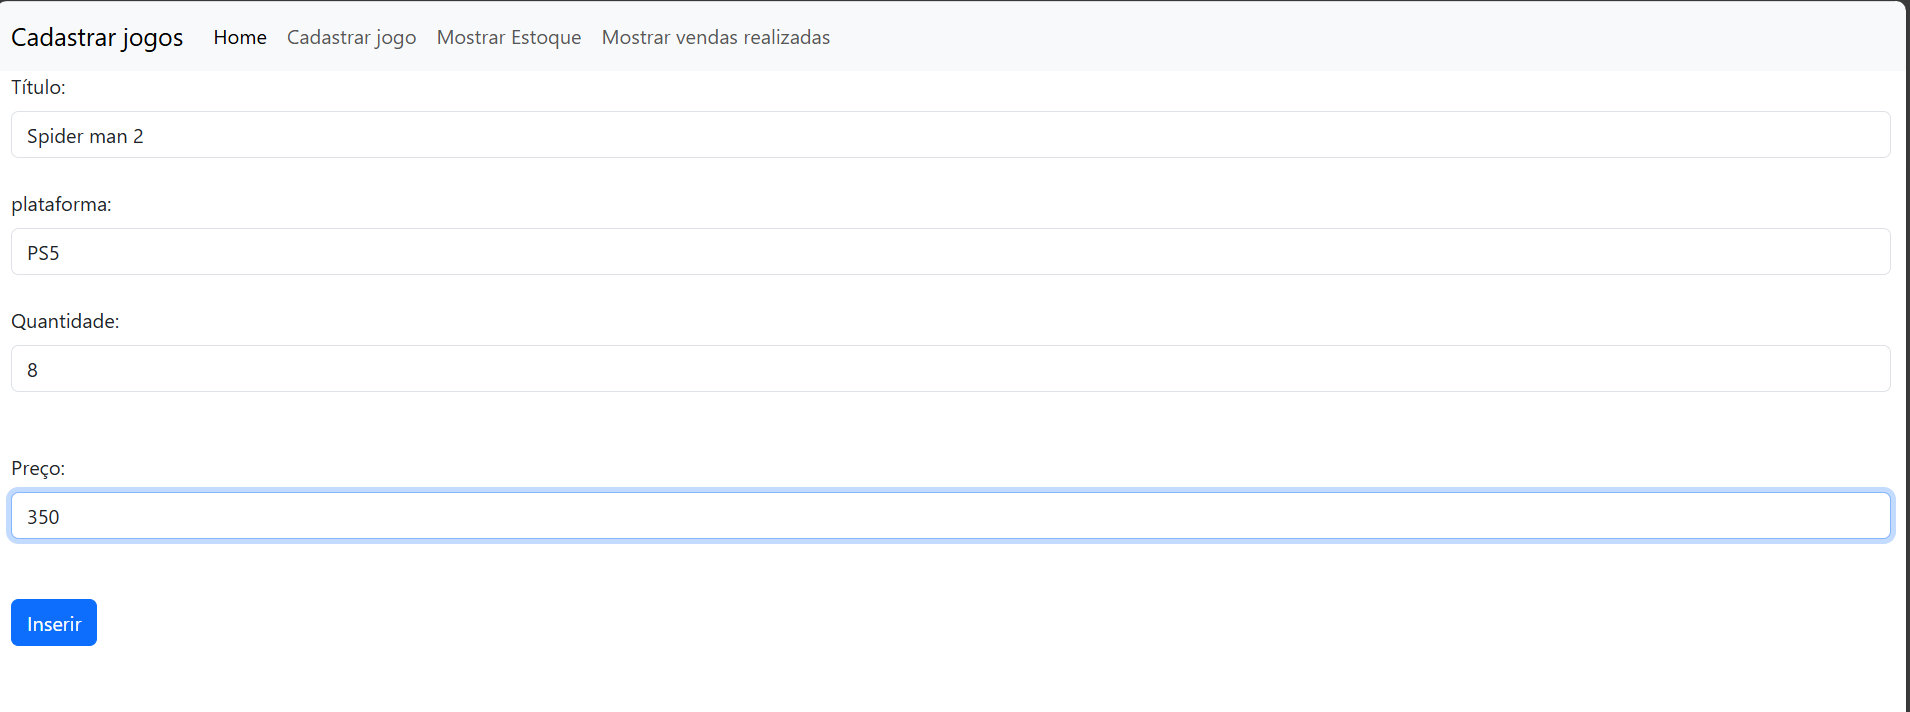 Cadastrar jogos Home Cadastrar jogo Mostrar Estoque Mostrar vendas realizadas
Título:
Spider man 2
plataforma:
PS5
Quantidade:
8
Preço:
350
Inserir